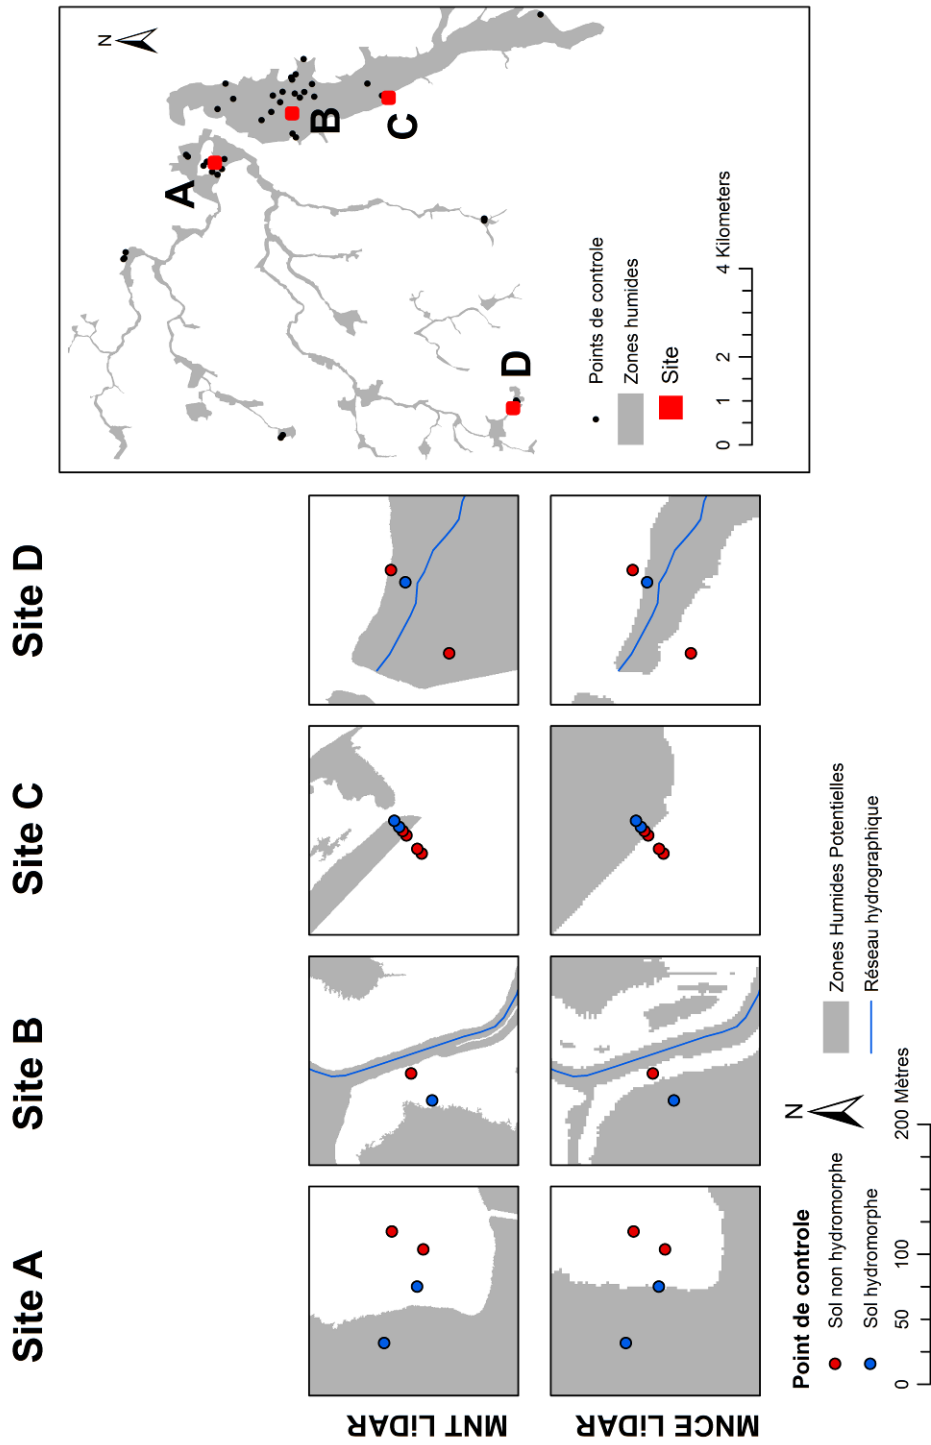 Site A
Site B
Site C
Site D
MNT LiDAR
MNCE LiDAR
N
A
B
C
D
Points de controle
Zones humides
Site
0 1 2 4 Kilometers
Point de controle
Sol non hydromorphe
Sol hydromorphe
Zones Humides Potentielles
Réseau hydrographique
N
0 50 100 200 Mètres